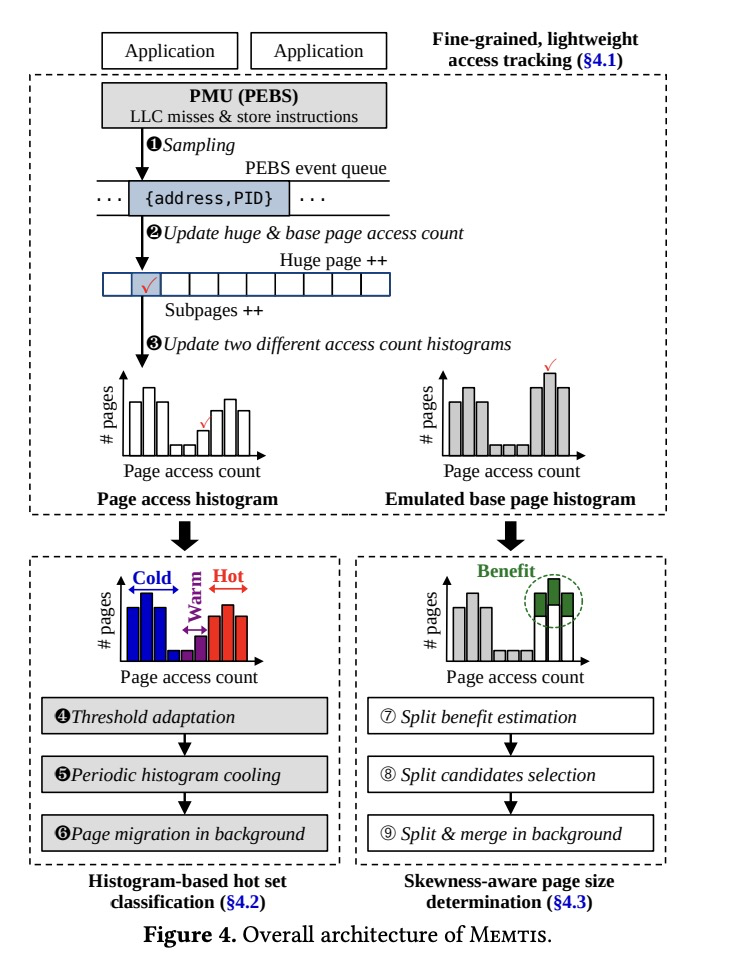 Application
Application
Fine-grained, lightweight
access tracking (§4.1)
PMU (PEBS)
LLC misses & store instructions
❶Sampling
PEBS event queue
··· {address,PID} ···
❷Update huge & base page access count
Huge page ++
Subpages ++
❸Update two different access count histograms
# pages
Page access count
Page access histogram
# pages
Page access count
Emulated base page histogram
Cold
Warm
Hot
# pages
Page access count
❹Threshold adaptation
❺Periodic histogram cooling
❻Page migration in background
Histogram-based hot set
classification (§4.2)
Benefit
# pages
Page access count
⑦ Split benefit estimation
⑧ Split candidates selection
⑨ Split & merge in background
Skewness-aware page size
determination (§4.3)
Figure 4. Overall architecture of MEMTIS.